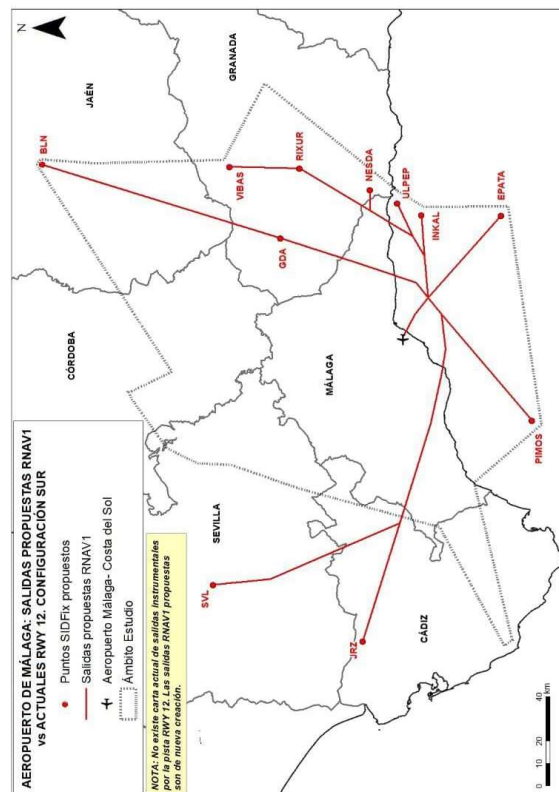 AEROPUERTO DE MÁLAGA: SALIDAS PROPUESTAS RNAV1
vs ACTUALES RWY 12. CONFIGURACIÓN SUR
Puntos SIDFix propuestos
Salidas propuestas RNAV1
Aeropuerto Málaga- Costa del Sol
Ámbito Estudio
NOTA: No existe carta actual de salidas instrumentales
por la pista RWY 12. Las salidas RNAV1 propuestas
son de nueva creación.
N
JAÉN
BLN
CÓRDOBA
GRANADA
VIBAS
RIXUR
SEVILLA
GDA
NESDA
SVL
MÁLAGA
ULPEP
INKAL
EPATA
JRZ
CÁDIZ
PIMOS
0 10 20 40
km